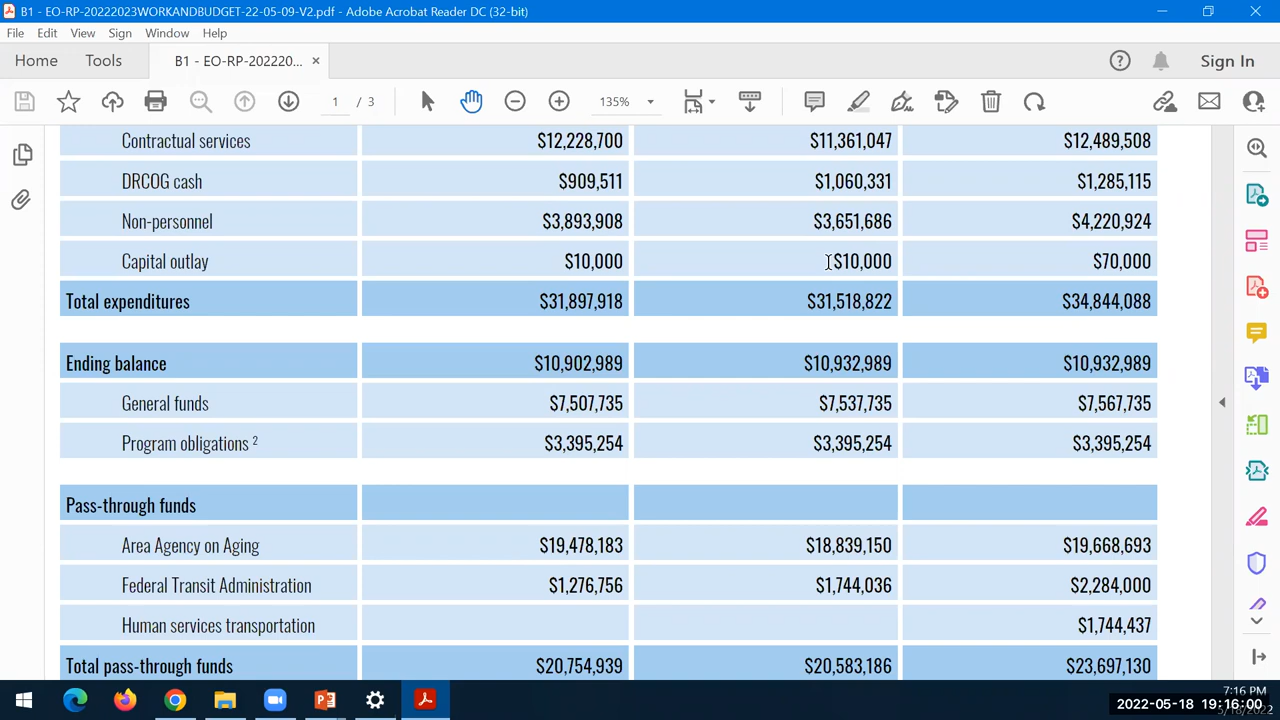 B1 - EO-RP-20222023WORKANDBUDGET-22-05-09-V2.pdf - Adobe Acrobat Reader DC (32-bit)
File Edit View Sign Window Help
Home Tools B1 - EO-RP-202220... × Sign In
1 / 3 135%
Contractual services $12,228,700 $11,361,047 $12,489,508
DRCOG cash $909,511 $1,060,331 $1,285,115
Non-personnel $3,893,908 $3,651,686 $4,220,924
Capital outlay $10,000 $10,000 $70,000
Total expenditures $31,897,918 $31,518,822 $34,844,088
Ending balance $10,902,989 $10,932,989 $10,932,989
General funds $7,507,735 $7,537,735 $7,567,735
Program obligations ² $3,395,254 $3,395,254 $3,395,254
Pass-through funds
Area Agency on Aging $19,478,183 $18,839,150 $19,668,693
Federal Transit Administration $1,276,756 $1,744,036 $2,284,000
Human services transportation $1,744,437
Total pass-through funds $20,754,939 $20,583,186 $23,697,130
7:16 PM
2022-05-18 19:16:00